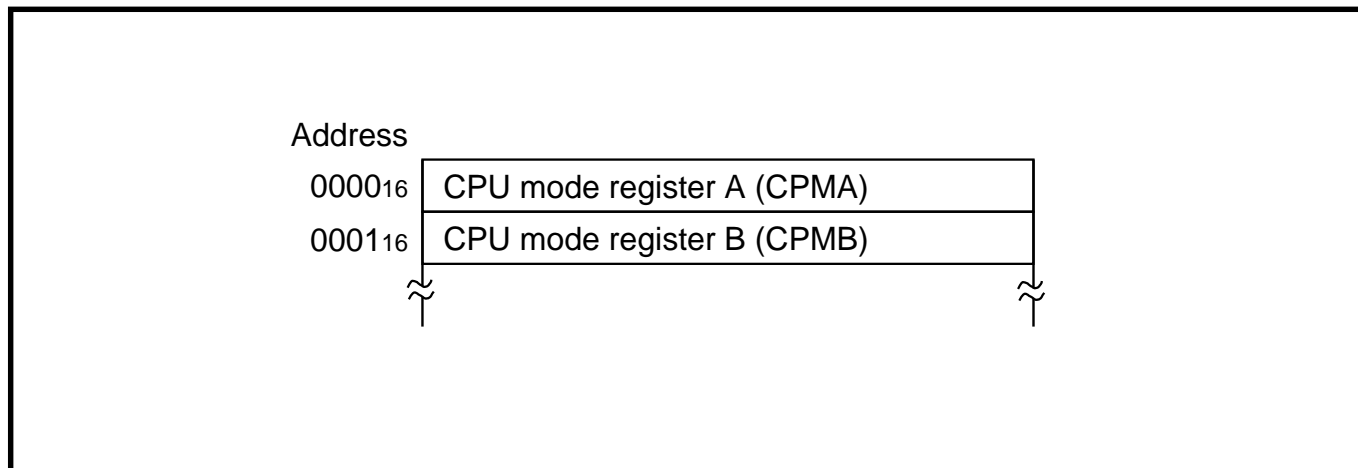 Address
0000₁₆ CPU mode register A (CPMA)
0001₁₆ CPU mode register B (CPMB)